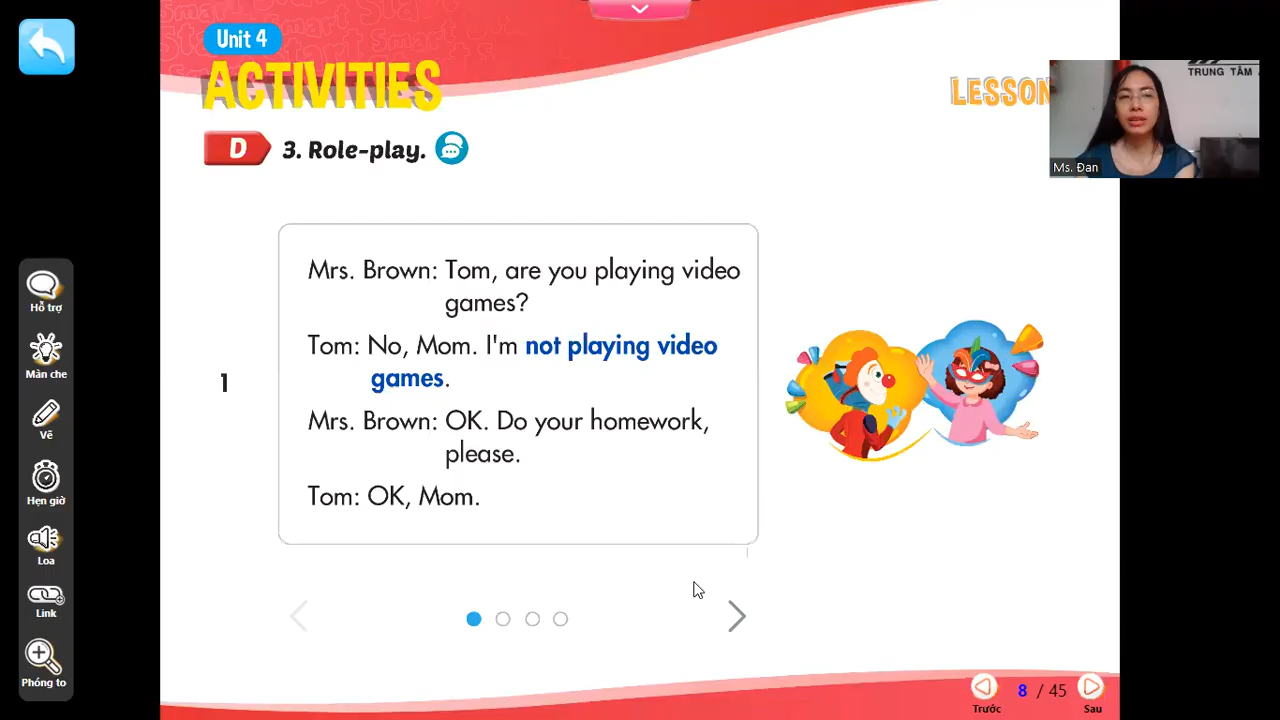 Unit 4
ACTIVITIES
LESSON
TRUNG TÂM
Ms. Đan
D
3. Role-play.
Mrs. Brown: Tom, are you playing video
games?
Tom: No, Mom. I'm not playing video
games.
1
Mrs. Brown: OK. Do your homework,
please.
Tom: OK, Mom.
Hỗ trợ
Màn che
Vẽ
Hẹn giờ
Loa
Link
Phóng to
8 / 45
Trước
Sau